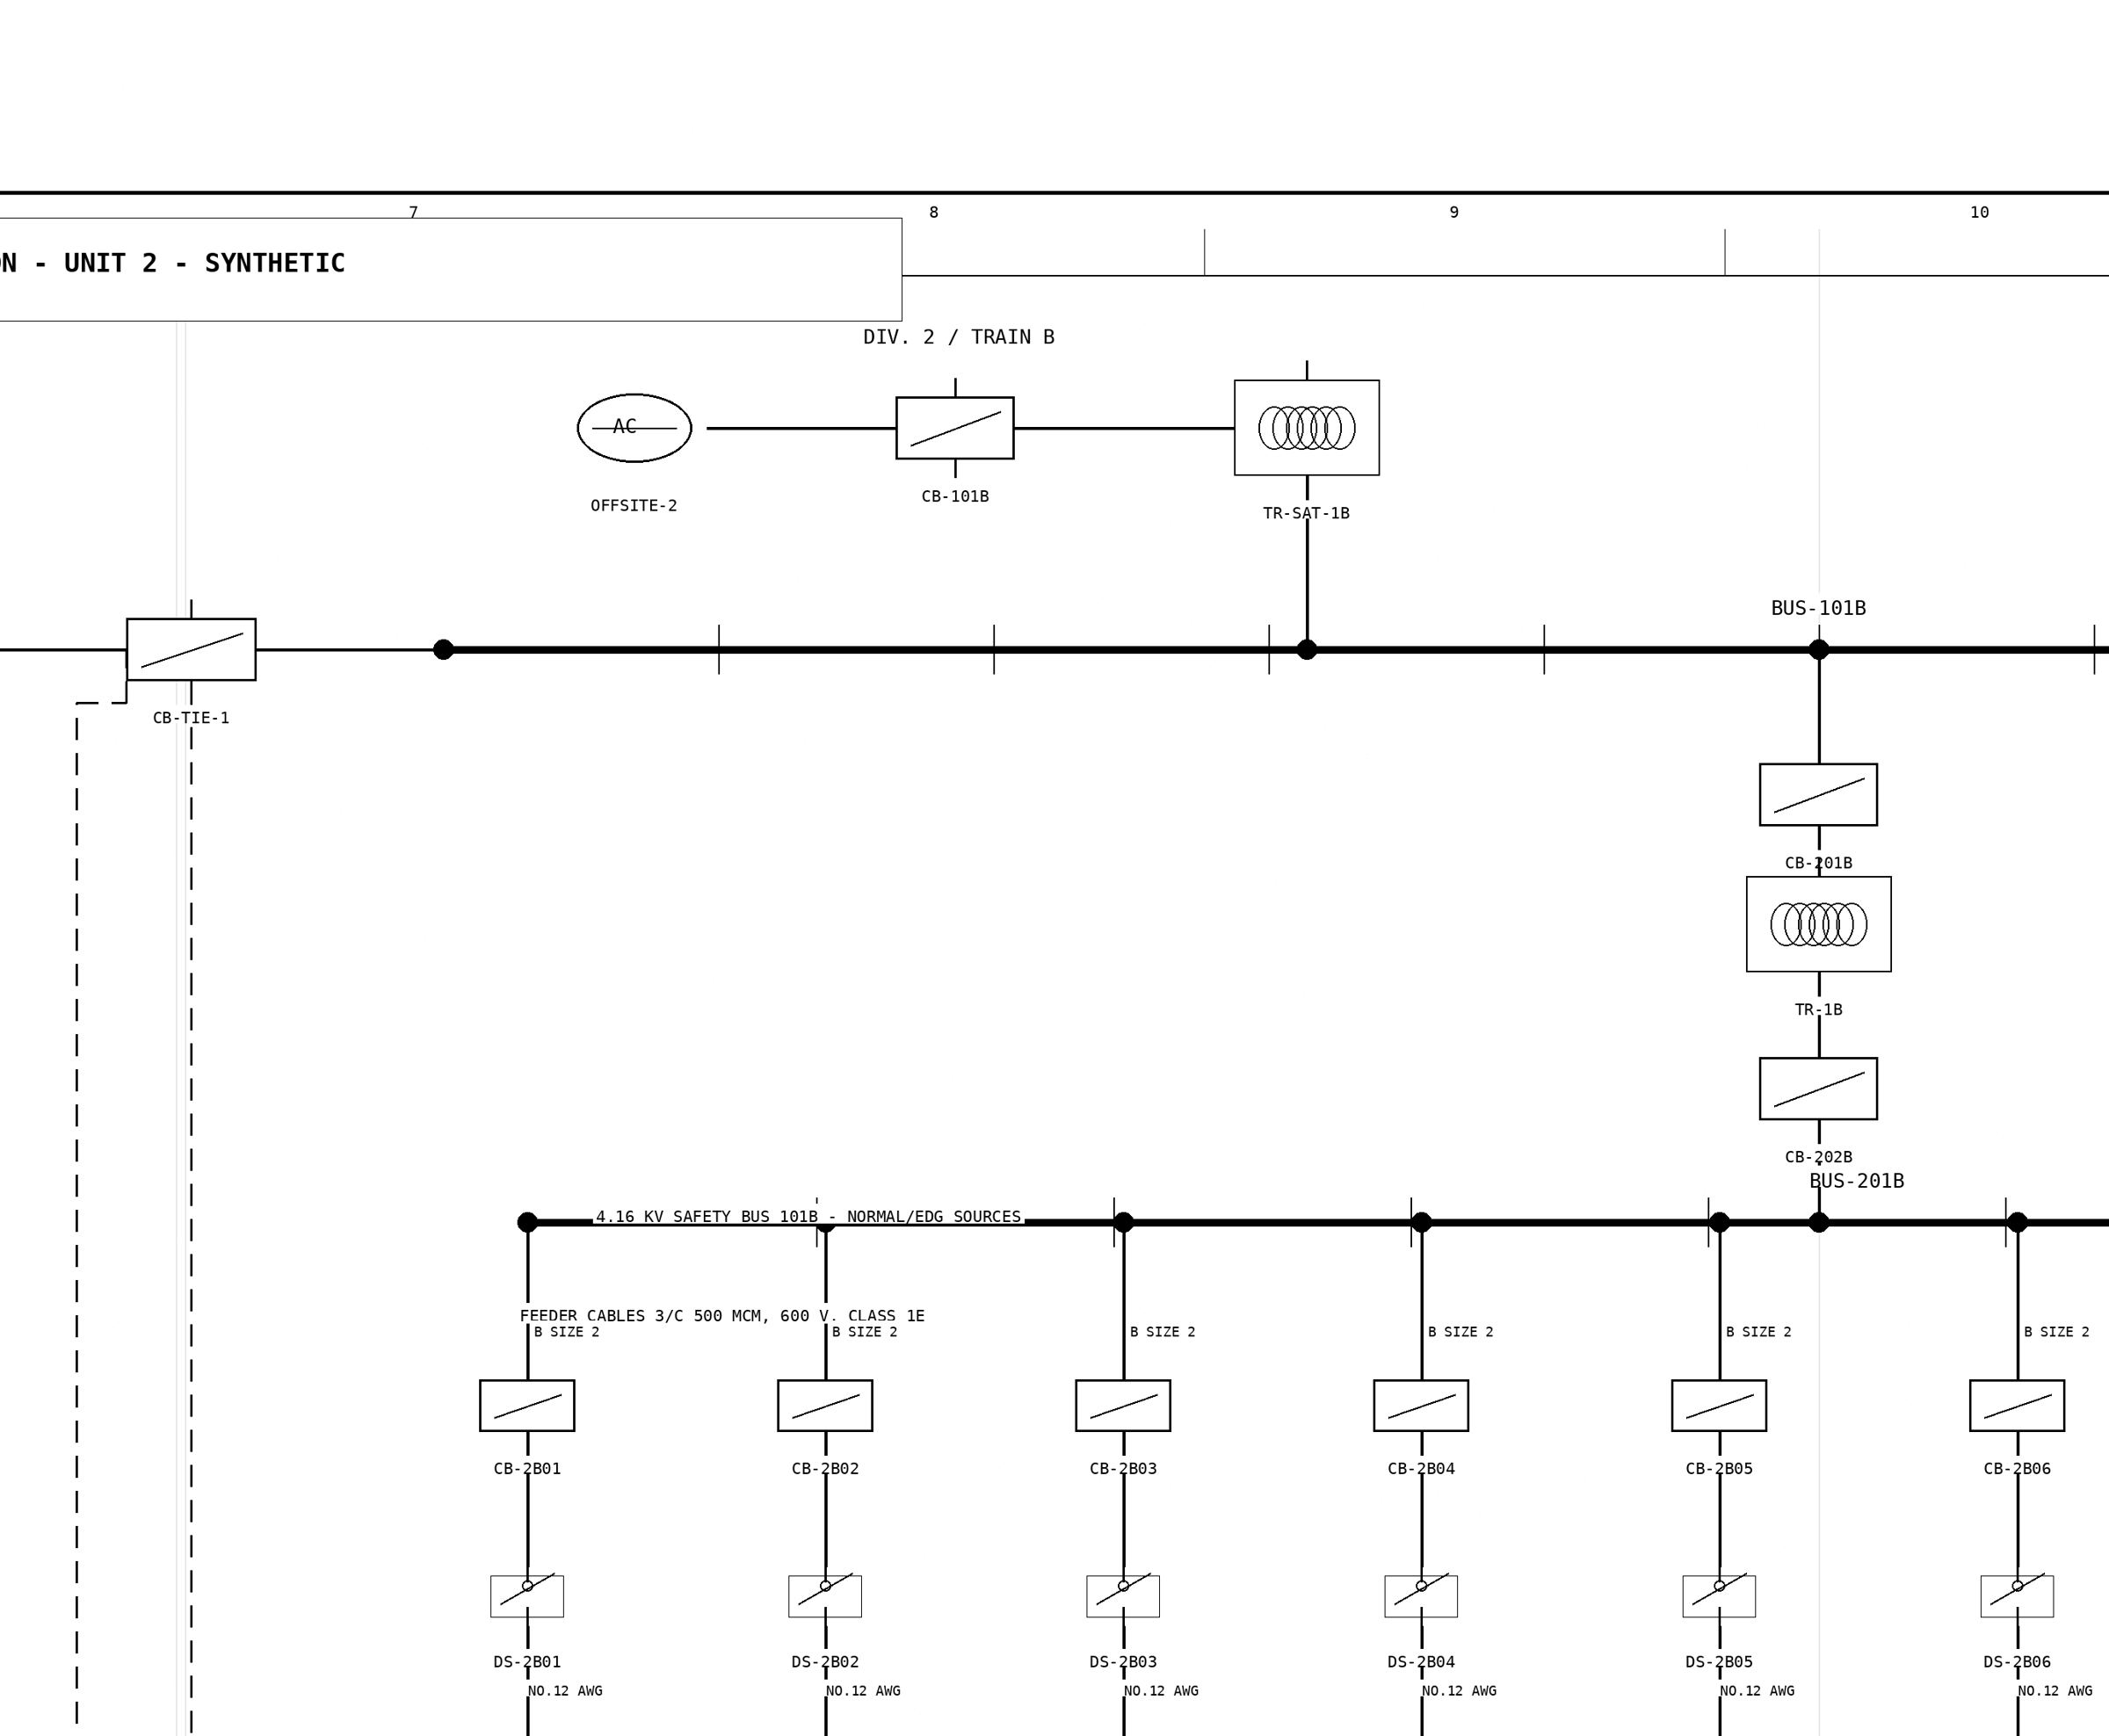 7 8 9 10
ON - UNIT 2 - SYNTHETIC
DIV. 2 / TRAIN B
AC
OFFSITE-2
CB-101B
TR-SAT-1B
BUS-101B
CB-TIE-1
CB-201B
TR-1B
CB-202B
BUS-201B
4.16 KV SAFETY BUS 101B - NORMAL/EDG SOURCES
FEEDER CABLES 3/C 500 MCM, 600 V. CLASS 1E
B SIZE 2 B SIZE 2 B SIZE 2 B SIZE 2 B SIZE 2 B SIZE 2
CB-2B01 CB-2B02 CB-2B03 CB-2B04 CB-2B05 CB-2B06
DS-2B01 DS-2B02 DS-2B03 DS-2B04 DS-2B05 DS-2B06
NO.12 AWG NO.12 AWG NO.12 AWG NO.12 AWG NO.12 AWG NO.12 AWG